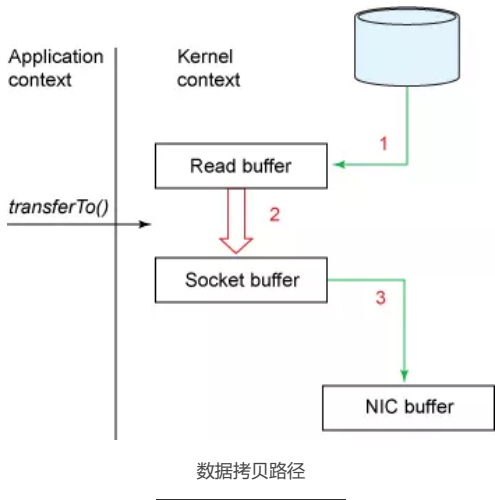 Application
context
Kernel
context
1
Read buffer
transferTo()
2
Socket buffer
3
NIC buffer
数据拷贝路径